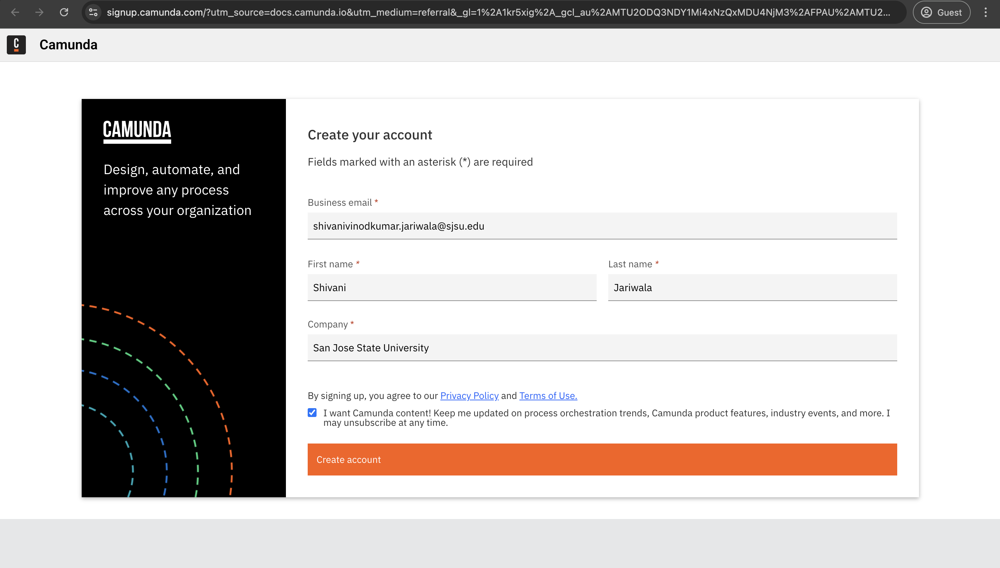 signup.camunda.com/?utm_source=docs.camunda.io&utm_medium=referral&_gl=1%2A1kr5xig%2A_gcl_au%2AMTU2ODQ3NDY1Mi4xNzQxMDU4NjM3%2AFPAU%2AMTU2...
Guest
C
Camunda
CAMUNDA
Design, automate, and
improve any process
across your organization
Create your account
Fields marked with an asterisk (*) are required
Business email *
shivanivinodkumar.jariwala@sjsu.edu
First name *
Last name *
Shivani
Jariwala
Company *
San Jose State University
By signing up, you agree to our Privacy Policy and Terms of Use.
I want Camunda content! Keep me updated on process orchestration trends, Camunda product features, industry events, and more. I
may unsubscribe at any time.
Create account